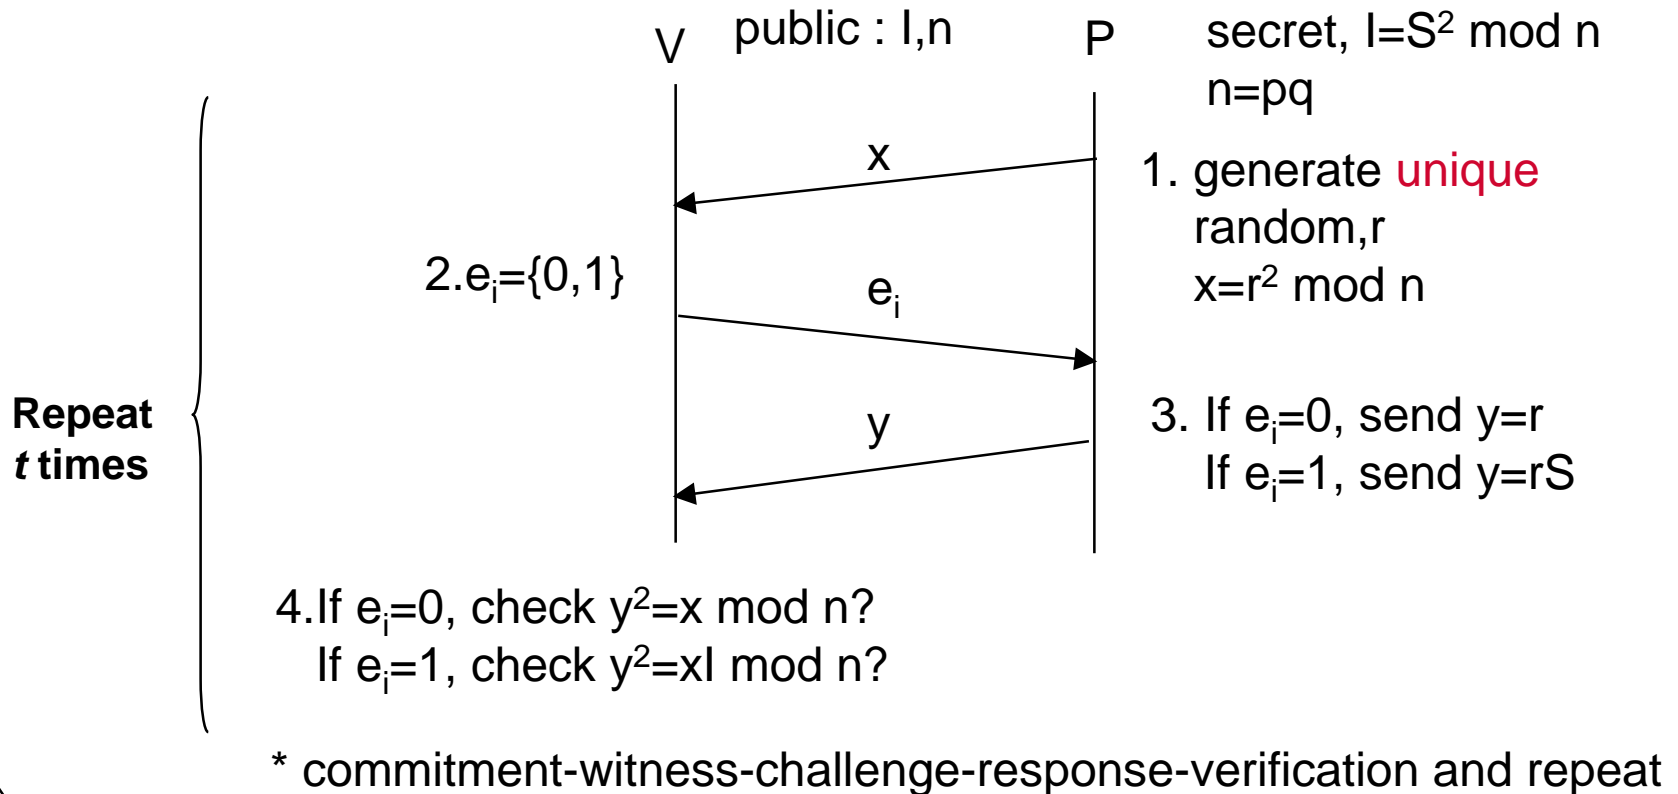 V public : I,n P secret, I=S² mod n
n=pq
x
1. generate unique
random,r
x=r² mod n
2.eᵢ={0,1}
eᵢ
Repeat
t times
y
3. If eᵢ=0, send y=r
If eᵢ=1, send y=rS
4.If eᵢ=0, check y²=x mod n?
If eᵢ=1, check y²=xI mod n?
* commitment-witness-challenge-response-verification and repeat